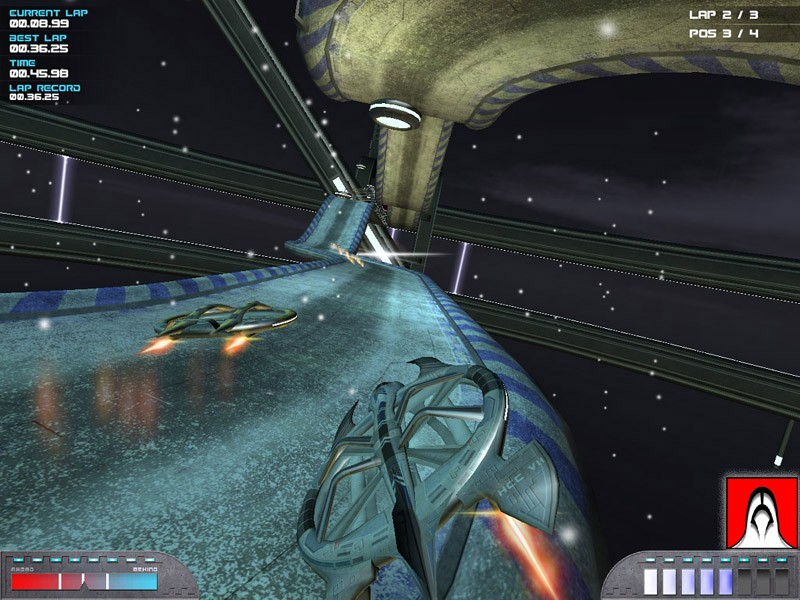 CURRENT LAP
00.08.99
BEST LAP
00.36.25
TIME
00.45.98
LAP RECORD
00.36.25
LAP 2 / 3
POS 3 / 4
AHEAD
BEHIND